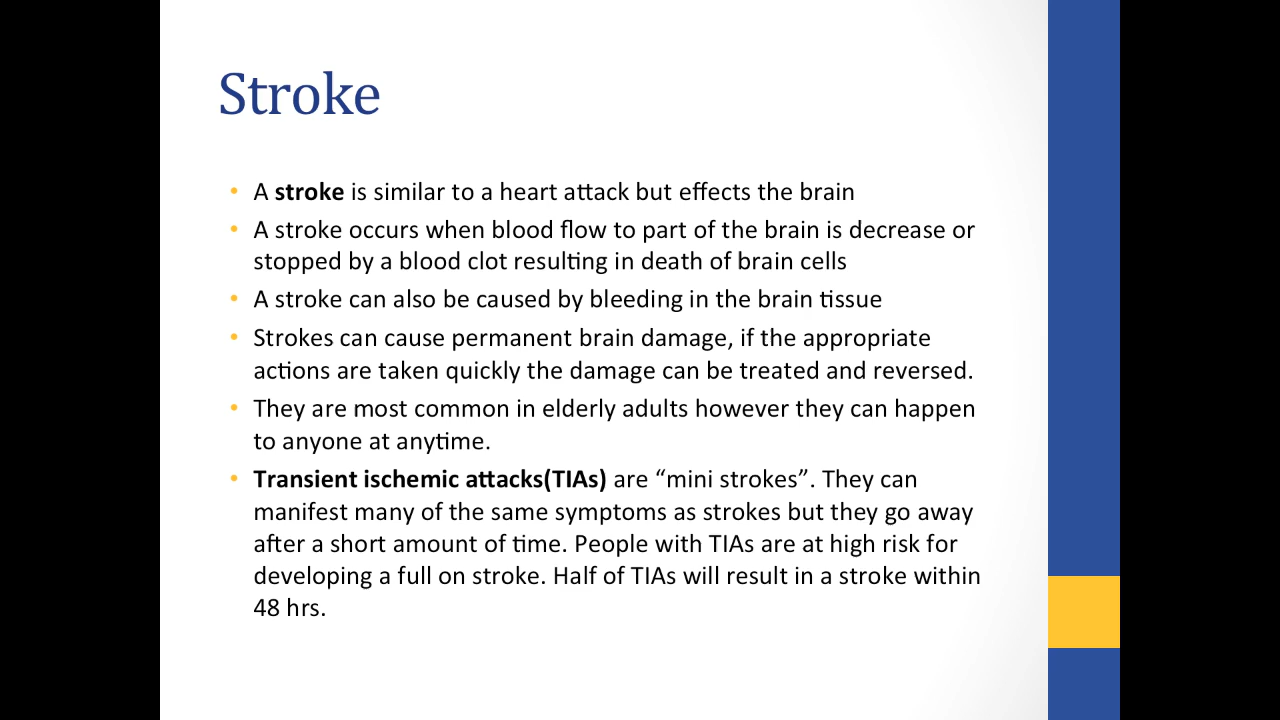 Stroke
• A stroke is similar to a heart attack but effects the brain
• A stroke occurs when blood flow to part of the brain is decrease or
stopped by a blood clot resulting in death of brain cells
• A stroke can also be caused by bleeding in the brain tissue
• Strokes can cause permanent brain damage, if the appropriate
actions are taken quickly the damage can be treated and reversed.
• They are most common in elderly adults however they can happen
to anyone at anytime.
• Transient ischemic attacks(TIAs) are “mini strokes”. They can
manifest many of the same symptoms as strokes but they go away
after a short amount of time. People with TIAs are at high risk for
developing a full on stroke. Half of TIAs will result in a stroke within
48 hrs.